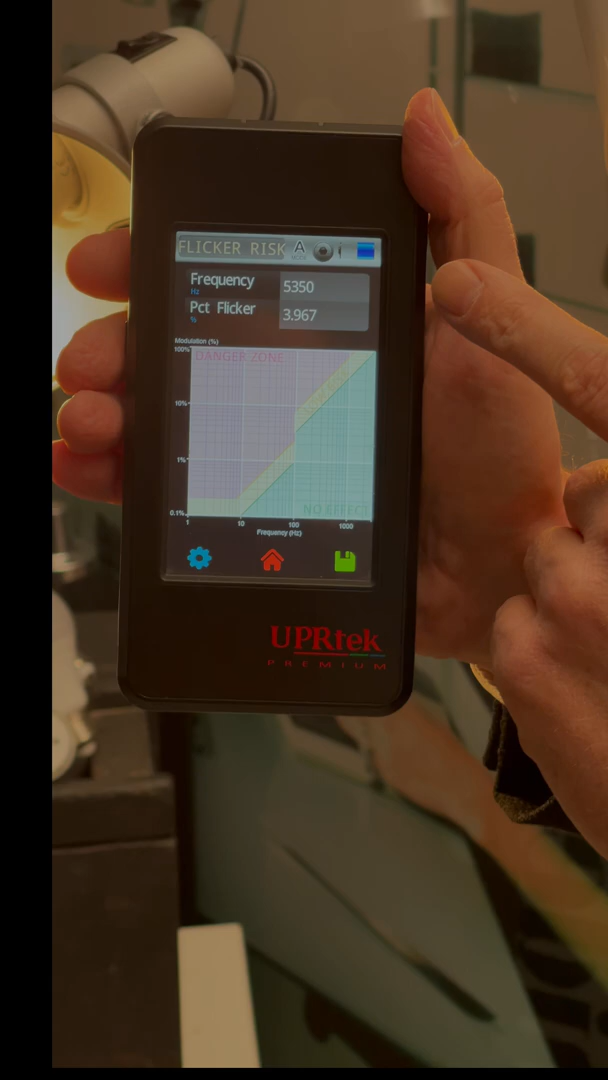 FLICKER RISK A
Frequency 5350
Hz
Pct Flicker 3.967
%
Modulation (%)
100%
DANGER ZONE
10%
1%
0.1%
NO EFFECT
1 10 100 1000
Frequency (Hz)
UPRtek
PREMIUM